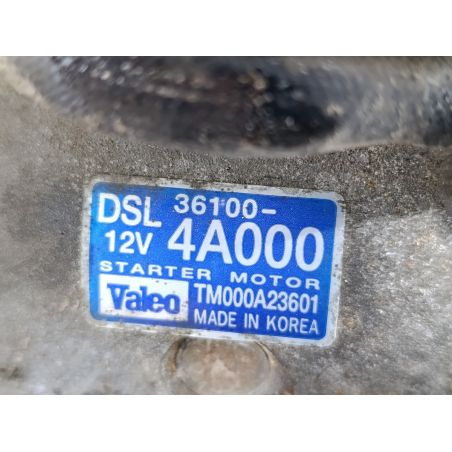 DSL 36100-
12V 4A000
STARTER MOTOR
Valeo TM000A23601
MADE IN KOREA